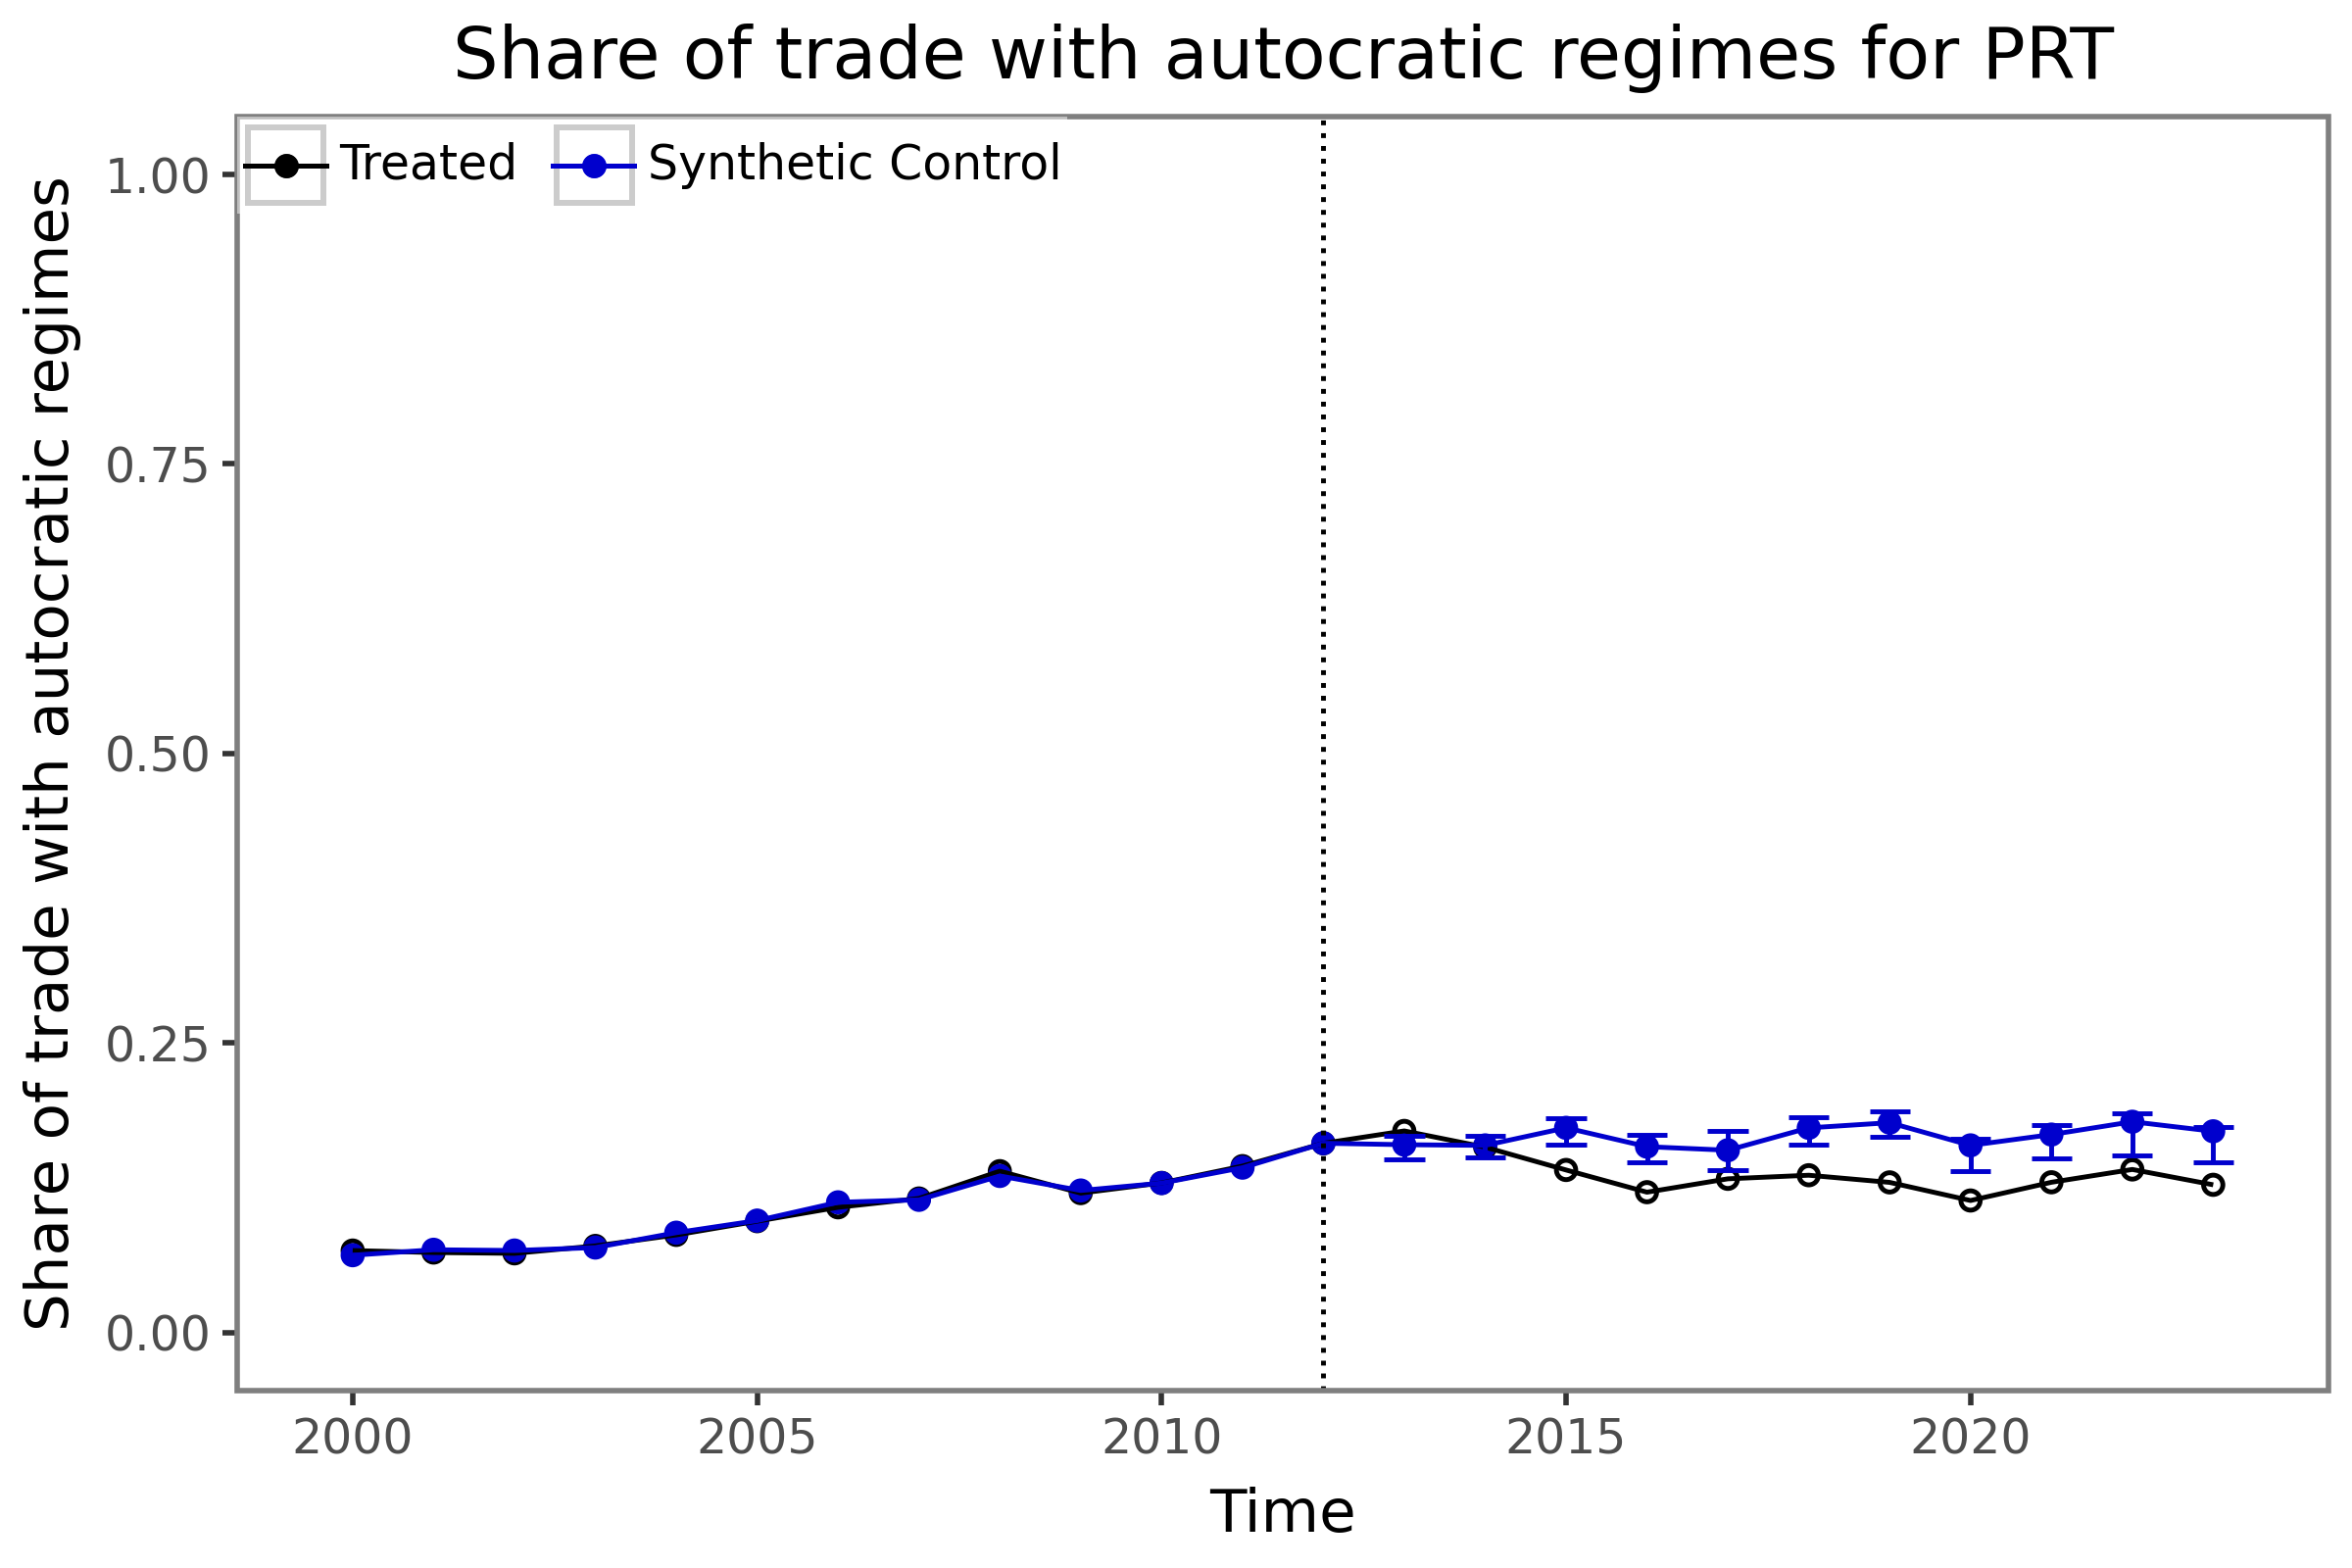 Share of trade with autocratic regimes for PRT
Treated
Synthetic Control
Share of trade with autocratic regimes
1.00
0.75
0.50
0.25
0.00
2000
2005
2010
2015
2020
Time